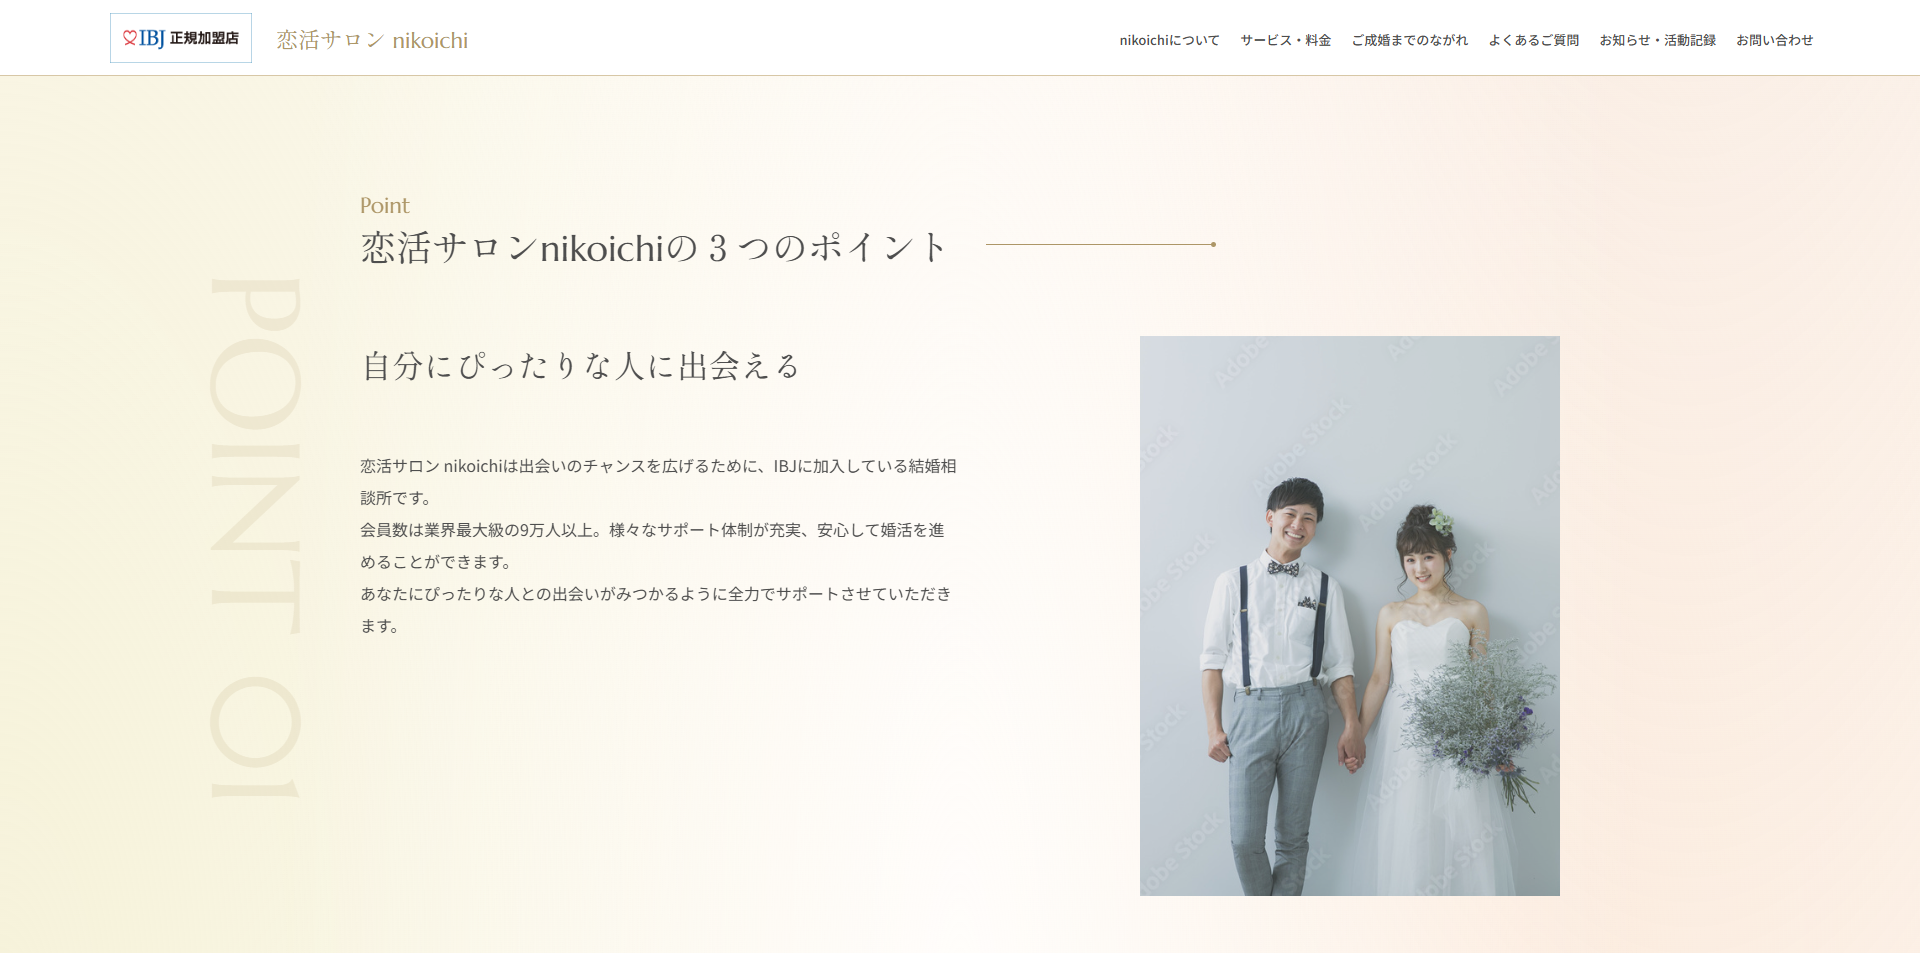 IBJ 正規加盟店
恋活サロン nikoichi
nikoichiについて
サービス・料金
ご成婚までのながれ
よくあるご質問
お知らせ・活動記録
お問い合わせ
Point
恋活サロンnikoichiの３つのポイント
POINT 01
自分にぴったりな人に出会える
恋活サロン nikoichiは出会いのチャンスを広げるために、IBJに加入している結婚相
談所です。
会員数は業界最大級の9万人以上。様々なサポート体制が充実、安心して婚活を進
めることができます。
あなたにぴったりな人との出会いがみつかるように全力でサポートさせていただき
ます。
Adobe Stock
Adobe Stock
Adobe Stock
Adobe Stock